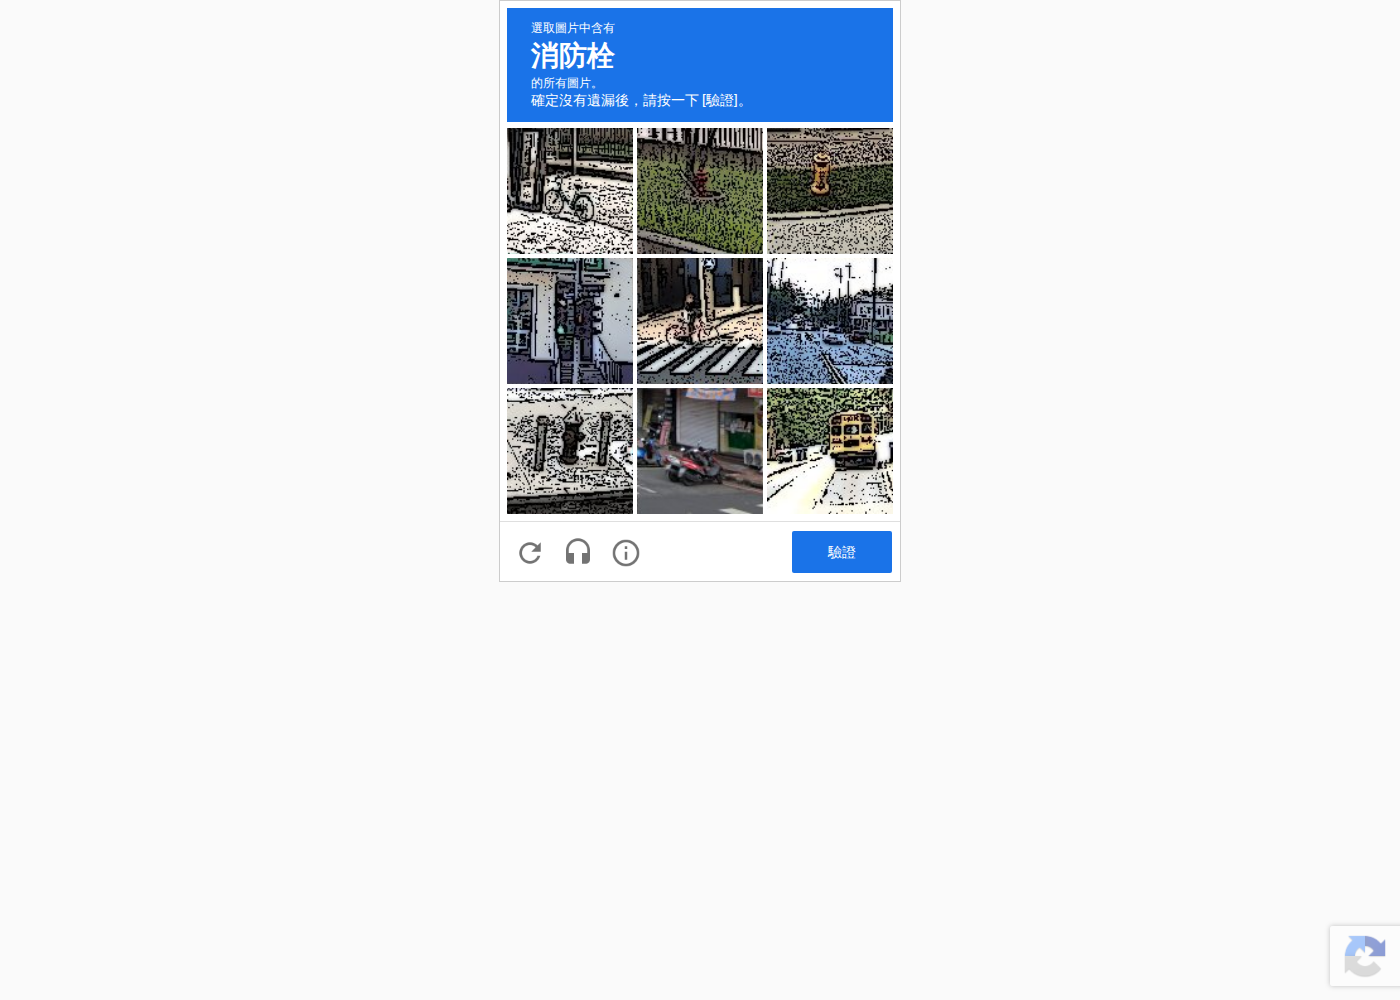 選取圖片中含有
消防栓
的所有圖片。
確定沒有遺漏後，請按一下 [驗證]。
驗證